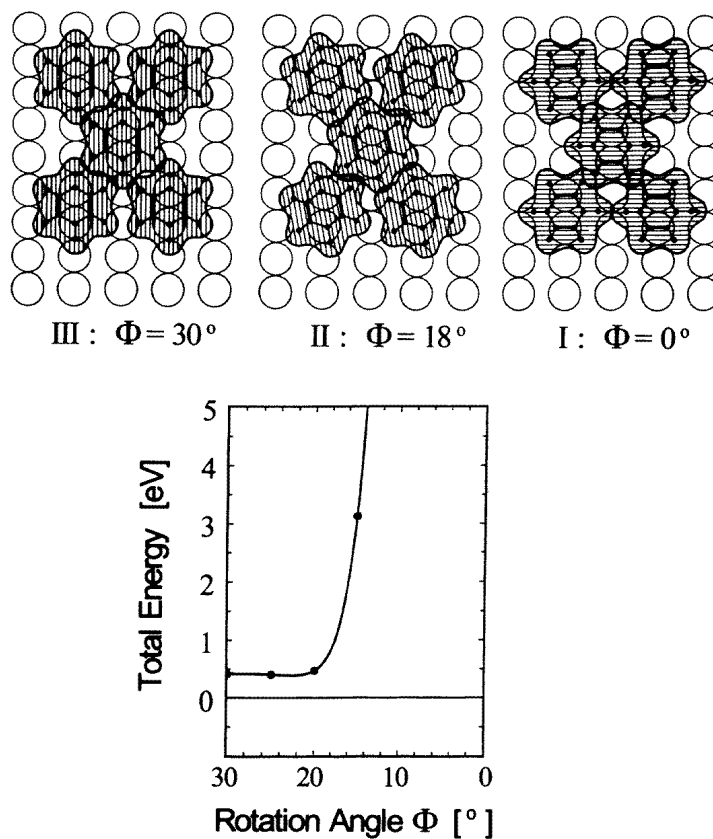 III : Φ = 30°
II : Φ = 18°
I : Φ = 0°
5
4
3
2
1
0
Total Energy [eV]
30
20
10
0
Rotation Angle Φ [°]